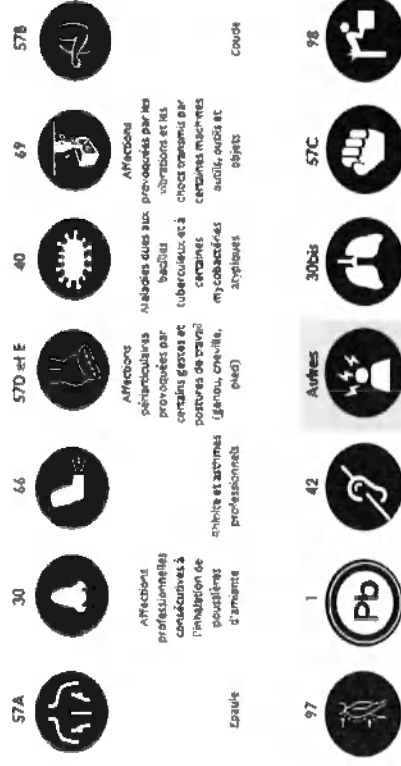 57A
30
66
57D et E
40
69
57B
Epaule
Affections
professionnelles
consécutives à
l'inhalation de
poussières
d'amiante
Rhinite et asthmes
professionnels
Affections
périarticulaires
provoquées par
certains gestes et
postures de travail
(genou, cheville,
pied)
Maladies dues aux
bacilles
tuberculeux et à
certaines
mycobactéries
atypiques
Affections
provoquées par les
vibrations et les
chocs transmis par
certaines machines
outils, outils et
objets
Coude
97
1
42
Autres
30bis
57C
98
Pb